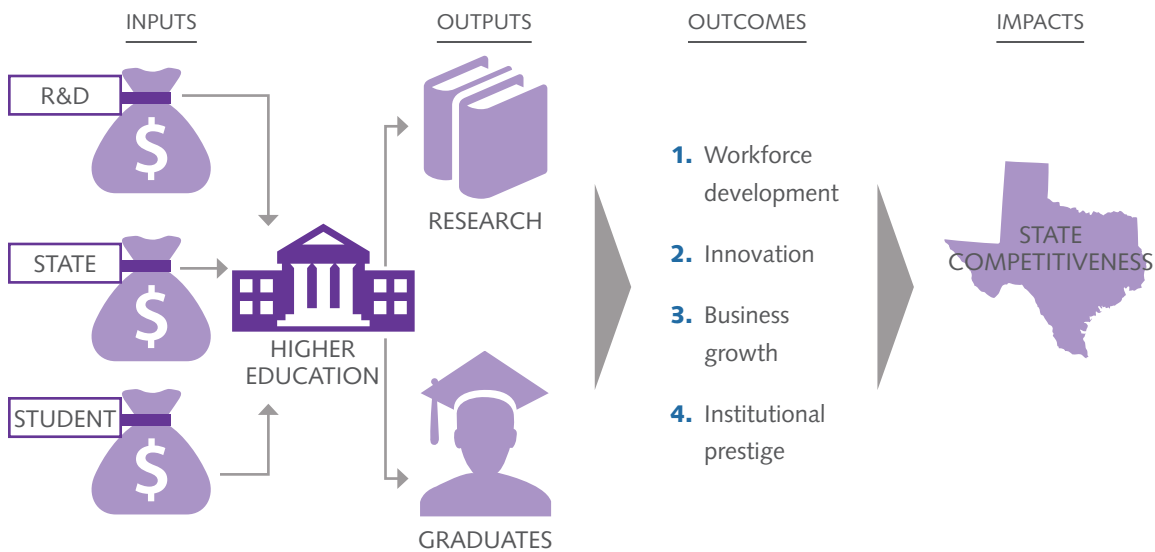 INPUTS
R&D
$
STATE
$
STUDENT
$
HIGHER
EDUCATION
OUTPUTS
RESEARCH
GRADUATES
OUTCOMES
1. Workforce
development
2. Innovation
3. Business
growth
4. Institutional
prestige
IMPACTS
STATE
COMPETITIVENESS